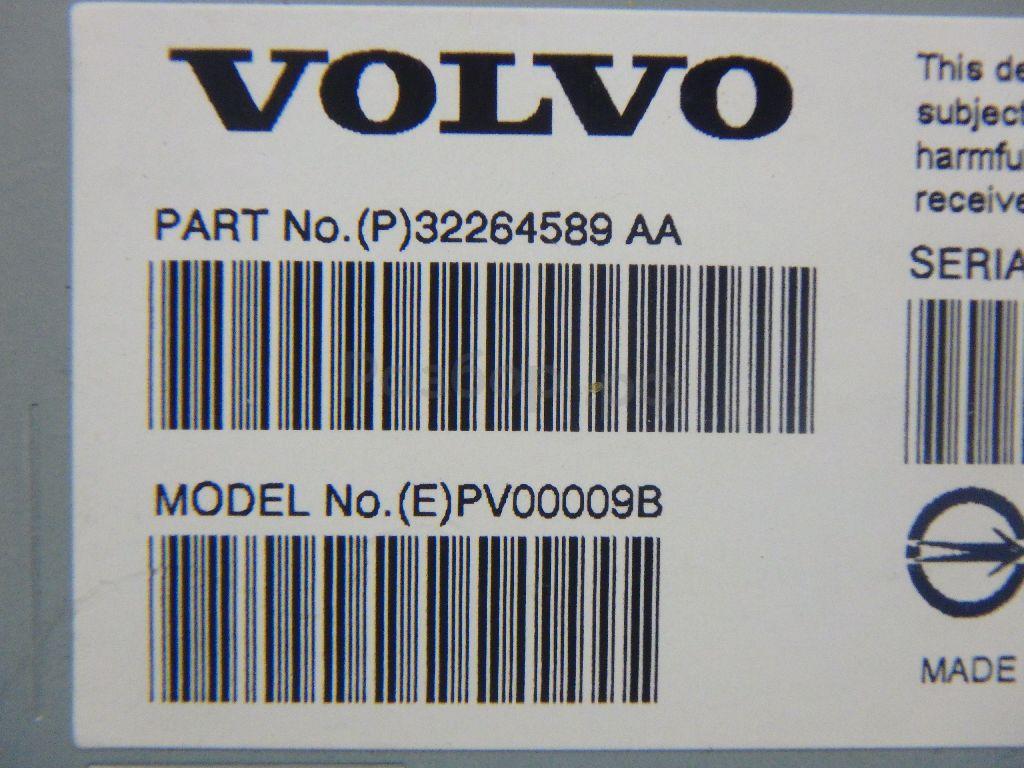 VOLVO
PART No.(P)32264589 AA
MODEL No.(E)PV00009B
This de
subject
harmfu
receive
SERIA
MADE